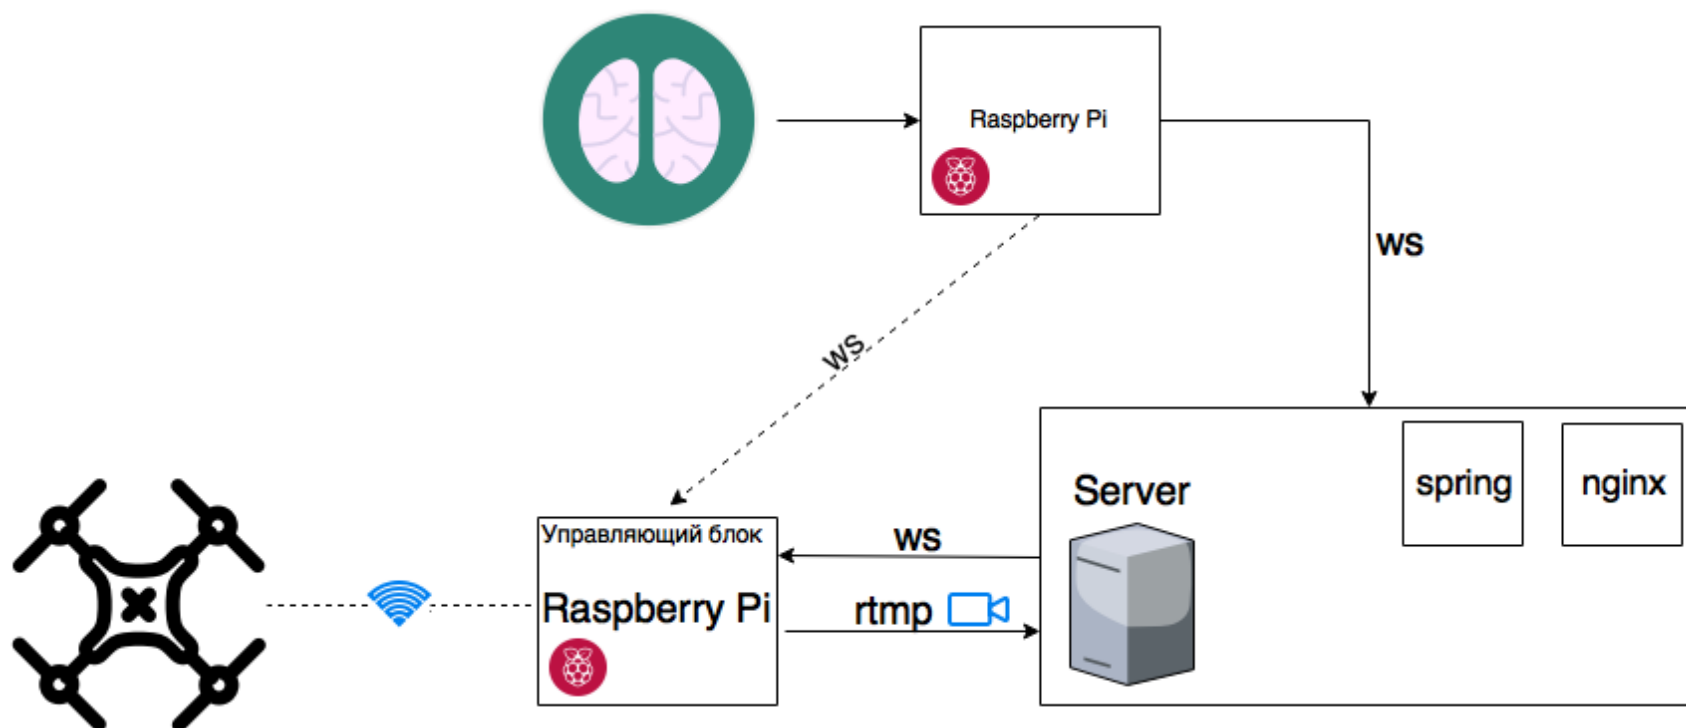 Raspberry Pi
ws
ws
Server
spring
nginx
Управляющий блок
ws
Raspberry Pi
rtmp